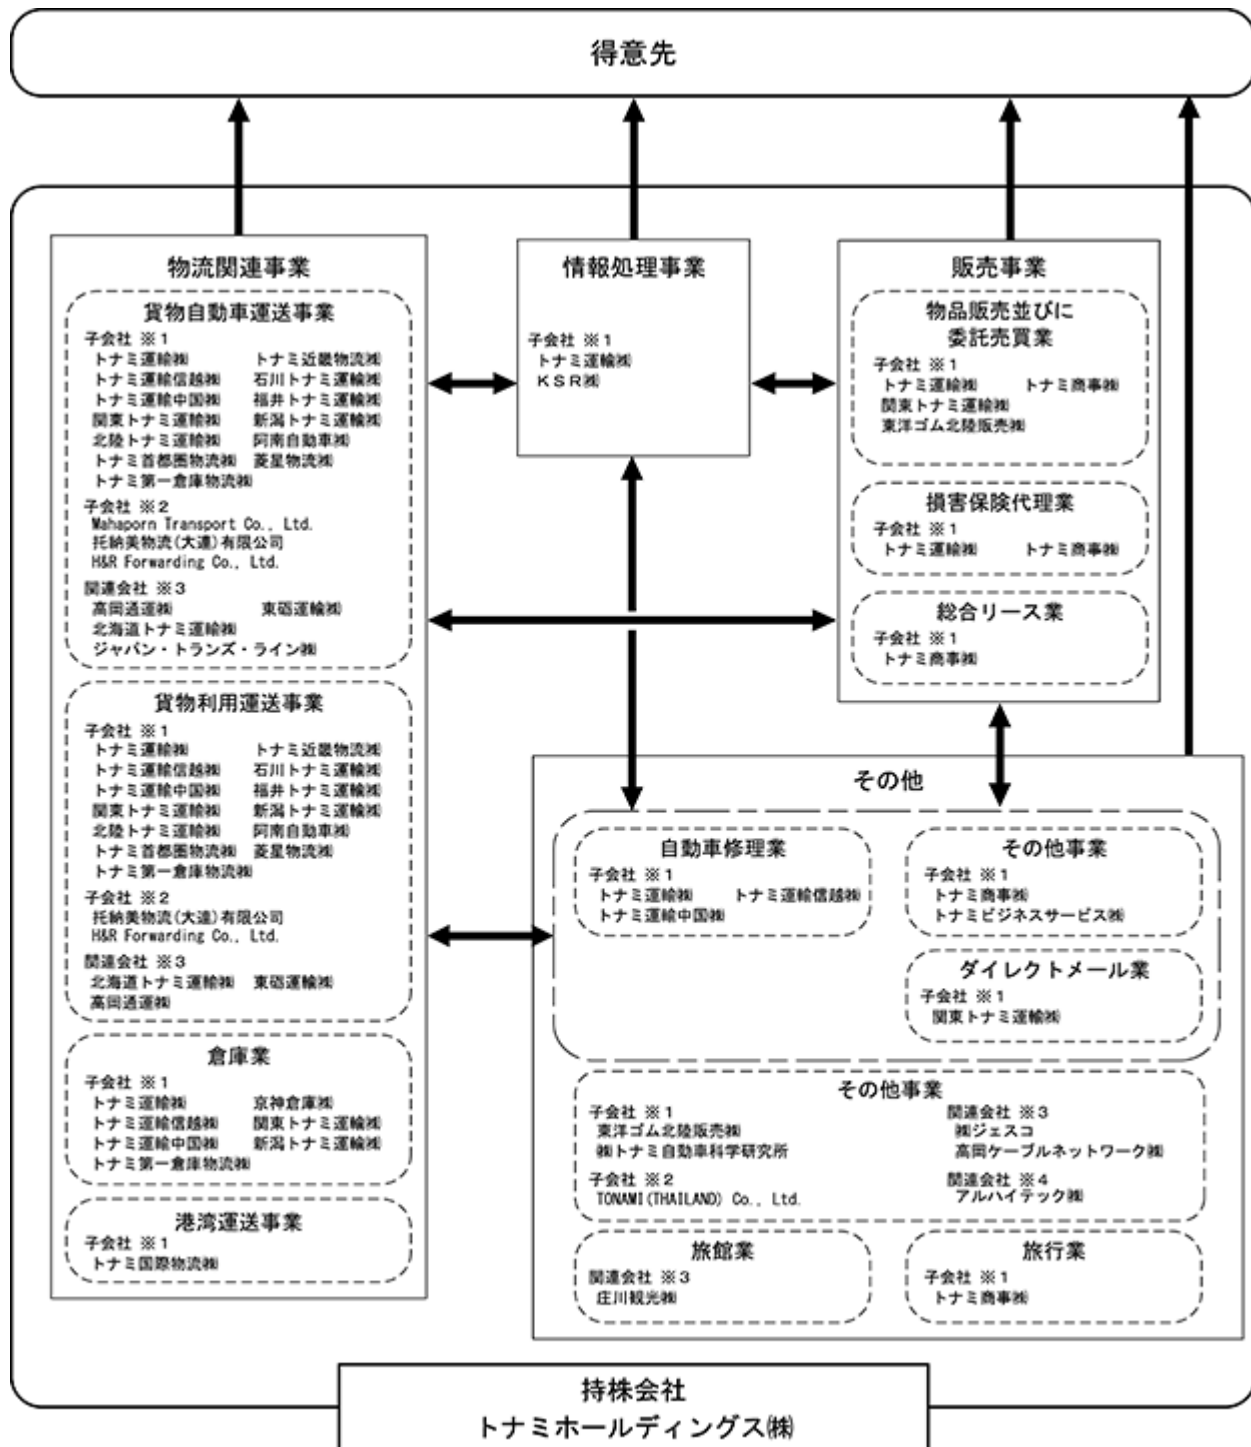 得意先
物流関連事業
貨物自動車運送事業
子会社 ※1
トナミ運輸㈱ トナミ近畿物流㈱
トナミ運輸信越㈱ 石川トナミ運輸㈱
トナミ運輸中国㈱ 福井トナミ運輸㈱
関東トナミ運輸㈱ 新潟トナミ運輸㈱
北陸トナミ運輸㈱ 阿南自動車㈱
トナミ首都圏物流㈱ 菱星物流㈱
トナミ第一倉庫物流㈱
子会社 ※2
Mahaporn Transport Co., Ltd.
托納美物流(大連)有限公司
H&R Forwarding Co., Ltd.
関連会社 ※3
高岡通運㈱ 東砺運輸㈱
北海道トナミ運輸㈱
ジャパン・トランズ・ライン㈱
貨物利用運送事業
子会社 ※1
トナミ運輸㈱ トナミ近畿物流㈱
トナミ運輸信越㈱ 石川トナミ運輸㈱
トナミ運輸中国㈱ 福井トナミ運輸㈱
関東トナミ運輸㈱ 新潟トナミ運輸㈱
北陸トナミ運輸㈱ 阿南自動車㈱
トナミ首都圏物流㈱ 菱星物流㈱
トナミ第一倉庫物流㈱
子会社 ※2
托納美物流(大連)有限公司
H&R Forwarding Co., Ltd.
関連会社 ※3
北海道トナミ運輸㈱ 東砺運輸㈱
高岡通運㈱
倉庫業
子会社 ※1
トナミ運輸㈱ 京神倉庫㈱
トナミ運輸信越㈱ 関東トナミ運輸㈱
トナミ運輸中国㈱ 新潟トナミ運輸㈱
トナミ第一倉庫物流㈱
港湾運送事業
子会社 ※1
トナミ国際物流㈱
情報処理事業
子会社 ※1
トナミ運輸㈱
KSR㈱
販売事業
物品販売並びに
委託売買業
子会社 ※1
トナミ運輸㈱ トナミ商事㈱
関東トナミ運輸㈱
東洋ゴム北陸販売㈱
損害保険代理業
子会社 ※1
トナミ運輸㈱ トナミ商事㈱
総合リース業
子会社 ※1
トナミ商事㈱
その他
自動車修理業
子会社 ※1
トナミ運輸㈱ トナミ運輸信越㈱
トナミ運輸中国㈱
その他事業
子会社 ※1
トナミ商事㈱
トナミビジネスサービス㈱
ダイレクトメール業
子会社 ※1
関東トナミ運輸㈱
その他事業
子会社 ※1
東洋ゴム北陸販売㈱
㈱トナミ自動車科学研究所
子会社 ※2
TONAMI(THAILAND) Co., Ltd.
関連会社 ※3
㈱ジェスコ
高岡ケーブルネットワーク㈱
関連会社 ※4
アルハイテック㈱
旅館業
関連会社 ※3
庄川観光㈱
旅行業
子会社 ※1
トナミ商事㈱
持株会社
トナミホールディングス㈱